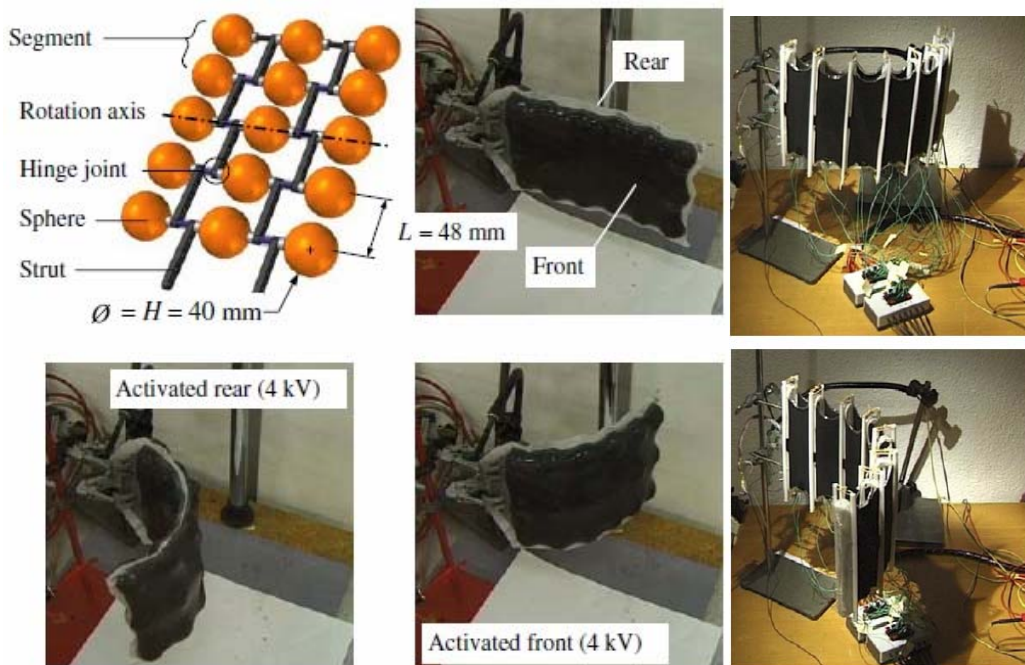 Segment
Rotation axis
Hinge joint
Sphere
Strut
L = 48 mm
Ø = H = 40 mm
Rear
Front
Activated rear (4 kV)
Activated front (4 kV)